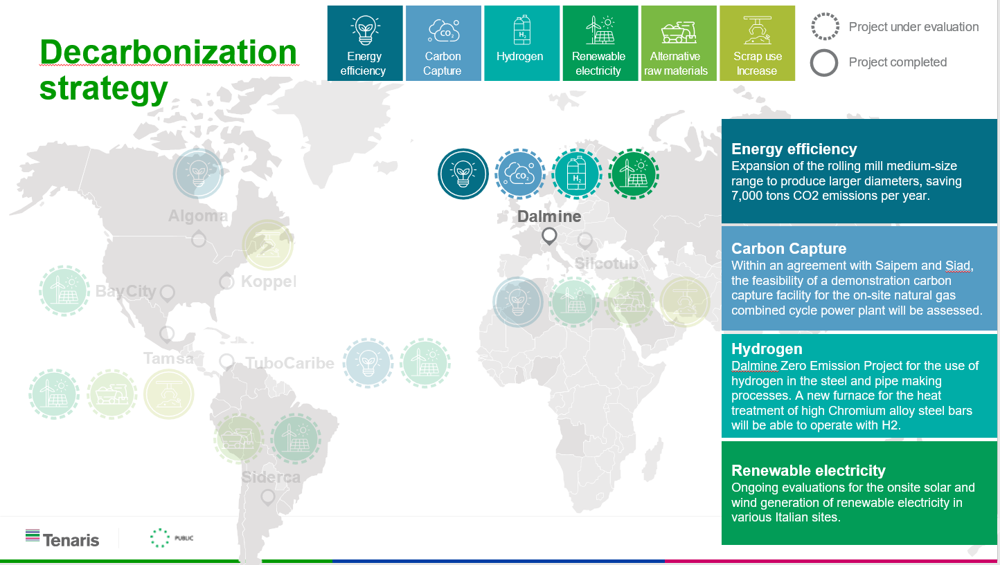 Decarbonization
strategy
Energy
efficiency
Carbon
Capture
Hydrogen
Renewable
electricity
Alternative
raw materials
Scrap use
Increase
Project under evaluation
Project completed
CO₂
H₂
CO₂
H₂
Algoma
Dalmine
Silcotub
Koppel
BayCity
Tamsa
TuboCaribe
Siderca
Energy efficiency
Expansion of the rolling mill medium-size
range to produce larger diameters, saving
7,000 tons CO2 emissions per year.
Carbon Capture
Within an agreement with Saipem and Siad,
the feasibility of a demonstration carbon
capture facility for the on-site natural gas
combined cycle power plant will be assessed.
Hydrogen
Dalmine Zero Emission Project for the use of
hydrogen in the steel and pipe making
processes. A new furnace for the heat
treatment of high Chromium alloy steel bars
will be able to operate with H2.
Renewable electricity
Ongoing evaluations for the onsite solar and
wind generation of renewable electricity in
various Italian sites.
Tenaris
PUBLIC